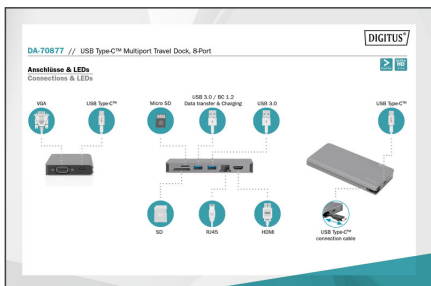 DIGITUS®
DA-70877 // USB Type-C™ Multiport Travel Dock, 8-Port
Anschlüsse & LEDs
Connections & LEDs
VGA
USB Type-C™
Micro SD
USB 3.0 / BC 1.2
Data transfer & Charging
USB 3.0
USB Type-C™
SD
RJ45
HDMI
USB Type-C™
connection cable